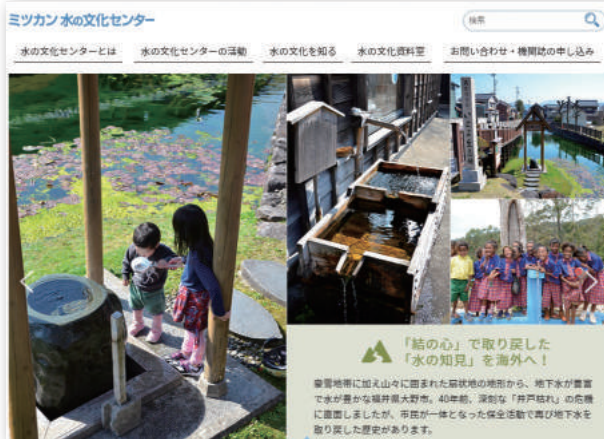 ミツカン 水の文化センター
検索
水の文化センターとは
水の文化センターの活動
水の文化を知る
水の文化資料室
お問い合わせ・機関誌の申し込み
「結の心」で取り戻した
「水の知見」を海外へ！
豪雪地帯に加え山々に囲まれた扇状地の地形から、地下水が豊富
で水が豊かな福井県大野市。40年前、深刻な「井戸枯れ」の危機
に直面しましたが、市民が一体となった保全活動で再び地下水を
取り戻した歴史があります。